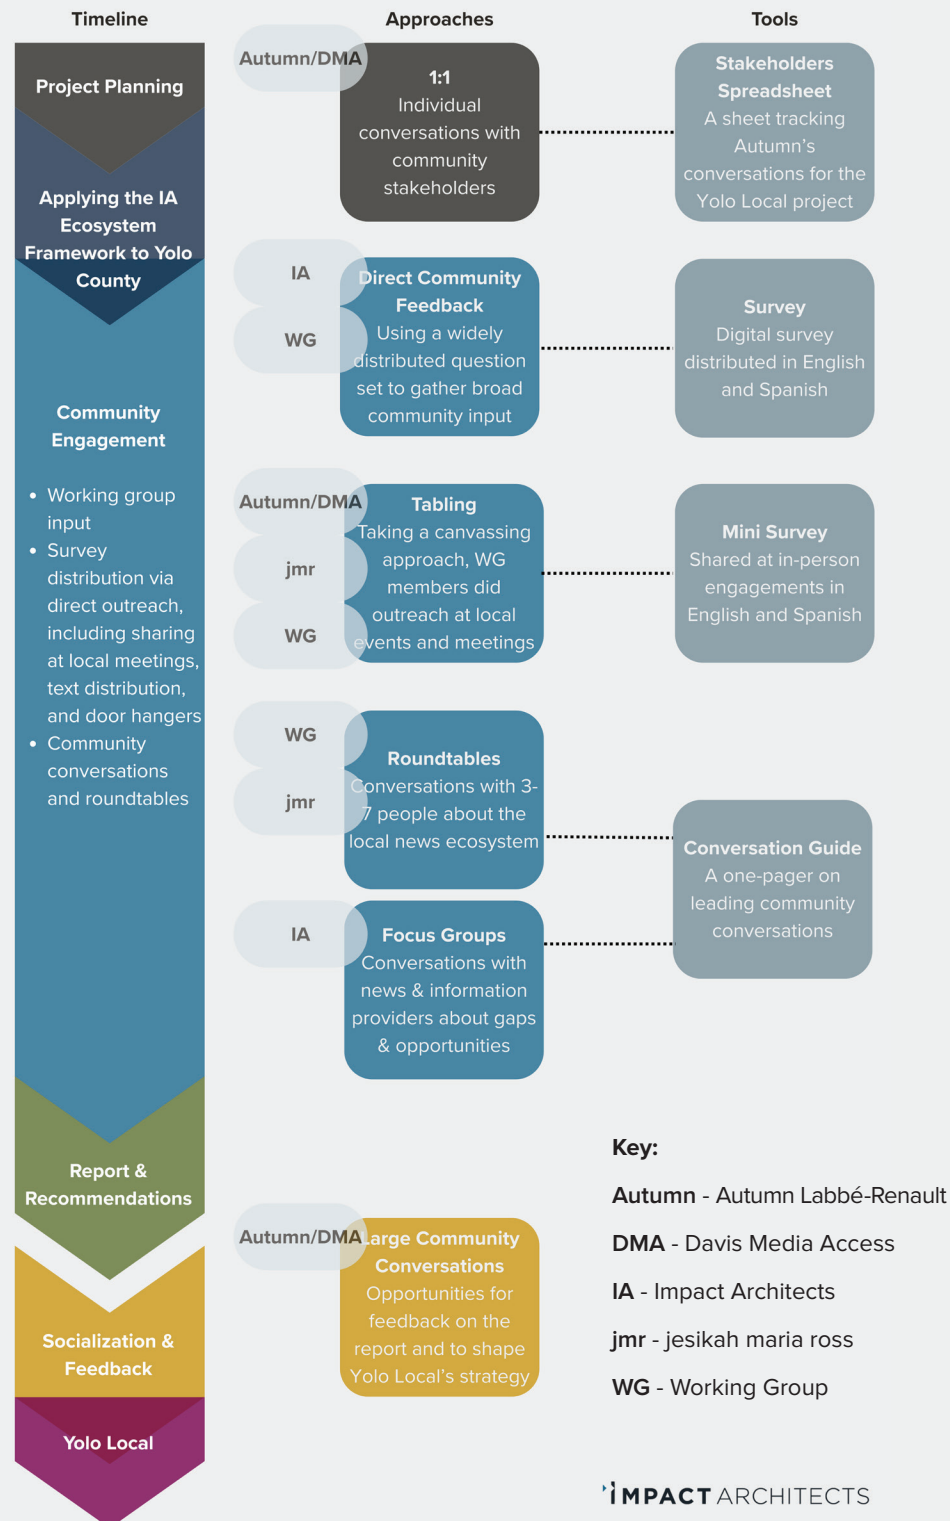 Timeline
Approaches
Tools
Project Planning
Applying the IA
Ecosystem
Framework to Yolo
County
Community
Engagement
• Working group
input
• Survey
distribution via
direct outreach,
including sharing
at local meetings,
text distribution,
and door hangers
• Community
conversations
and roundtables
Report &
Recommendations
Socialization &
Feedback
Yolo Local
Autumn/DMA
1:1
Individual
conversations with
community
stakeholders
Stakeholders
Spreadsheet
A sheet tracking
Autumn's
conversations for the
Yolo Local project
IA
WG
Direct Community
Feedback
Using a widely
distributed question
set to gather broad
community input
Survey
Digital survey
distributed in English
and Spanish
Autumn/DMA
jmr
WG
Tabling
Taking a canvassing
approach, WG
members did
outreach at local
events and meetings
Mini Survey
Shared at in-person
engagements in
English and Spanish
WG
jmr
Roundtables
Conversations with 3-
7 people about the
local news ecosystem
IA
Focus Groups
Conversations with
news & information
providers about gaps
& opportunities
Conversation Guide
A one-pager on
leading community
conversations
Autumn/DMA
Large Community
Conversations
Opportunities for
feedback on the
report and to shape
Yolo Local's strategy
Key:
Autumn - Autumn Labbé-Renault
DMA - Davis Media Access
IA - Impact Architects
jmr - jesikah maria ross
WG - Working Group
IMPACT ARCHITECTS